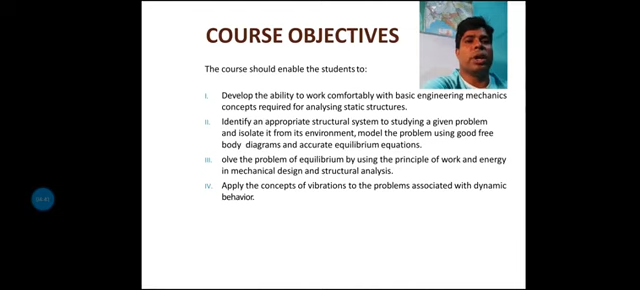 COURSE OBJECTIVES
The course should enable the students to:
I. Develop the ability to work comfortably with basic engineering mechanics
concepts required for analysing static structures.
II. Identify an appropriate structural system to studying a given problem
and isolate it from its environment, model the problem using good free
body diagrams and accurate equilibrium equations.
III. olve the problem of equilibrium by using the principle of work and energy
in mechanical design and structural analysis.
IV. Apply the concepts of vibrations to the problems associated with dynamic
behavior.